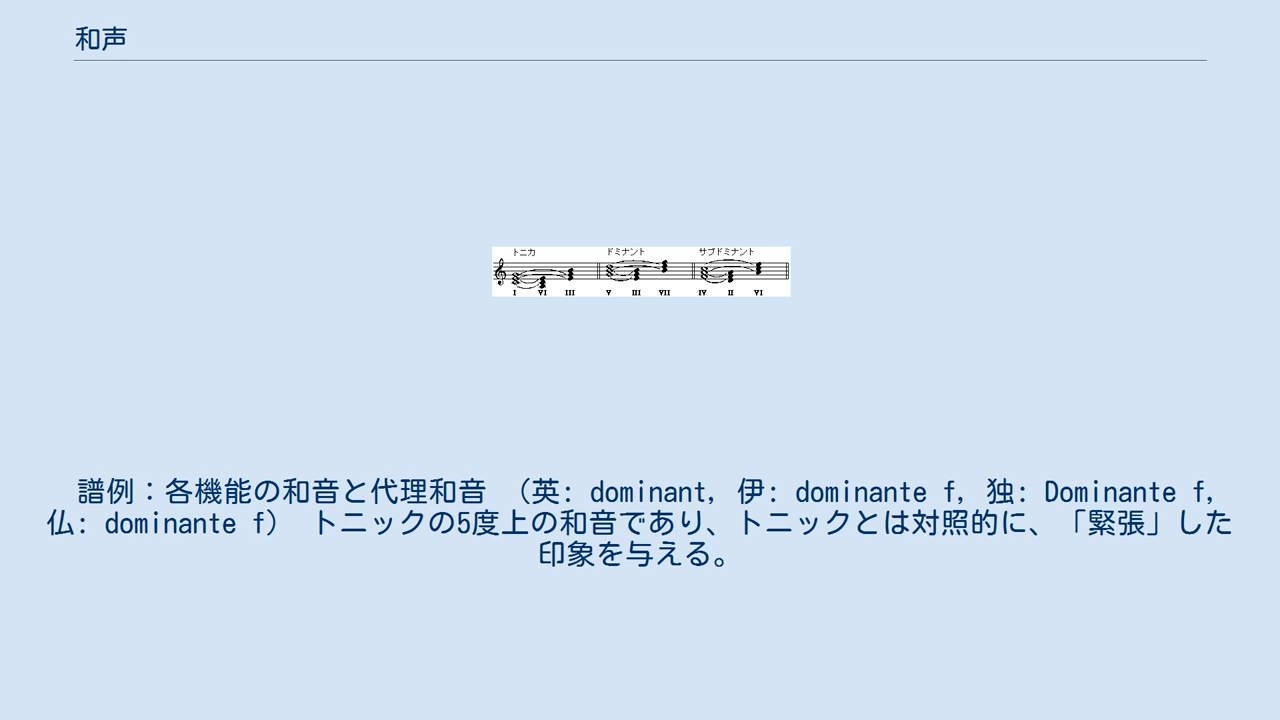 和声
トニカ ドミナント サブドミナント
I VI III V III VII IV II VI
譜例：各機能の和音と代理和音 （英: dominant, 伊: dominante f, 独: Dominante f,
仏: dominante f） トニックの5度上の和音であり、トニックとは対照的に、「緊張」した
印象を与える。